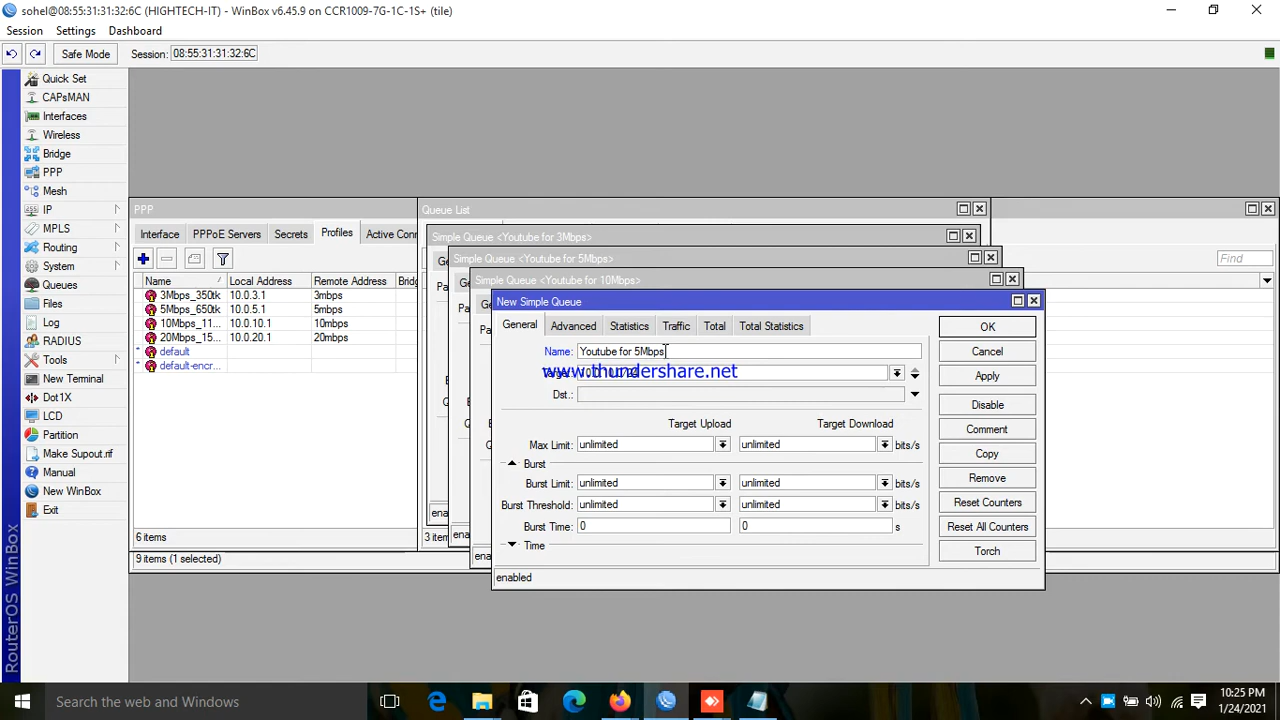 sohel@08:55:31:31:32:6C (HIGHTECH-IT) - WinBox v6.45.9 on CCR1009-7G-1C-1S+ (tile)
Session Settings Dashboard
Safe Mode Session: 08:55:31:31:32:6C
Quick Set
CAPsMAN
Interfaces
Wireless
Bridge
PPP
Mesh
IP
MPLS
Routing
System
Queues
Files
Log
RADIUS
Tools
New Terminal
Dot1X
LCD
Partition
Make Supout.rif
Manual
New WinBox
Exit
RouterOS WinBox
PPP
Interface PPPoE Servers Secrets Profiles Active Conn
Name Local Address Remote Address Bridg
3Mbps_350tk 10.0.3.1 3mbps
5Mbps_650tk 10.0.5.1 5mbps
10Mbps_11... 10.0.10.1 10mbps
20Mbps_15... 10.0.20.1 20mbps
* default
* default-encr...
6 items
9 items (1 selected)
Queue List
Find
3 item
Simple Queue <Youtube for 3Mbps>
Simple Queue <Youtube for 5Mbps>
Simple Queue <Youtube for 10Mbps>
New Simple Queue
General Advanced Statistics Traffic Total Total Statistics
Name: Youtube for 5Mbps
www.thundershare.net
Dst.:
Target Upload Target Download
Max Limit: unlimited unlimited bits/s
Burst
Burst Limit: unlimited unlimited bits/s
Burst Threshold: unlimited unlimited bits/s
Burst Time: 0 0 s
Time
enabled
OK
Cancel
Apply
Disable
Comment
Copy
Remove
Reset Counters
Reset All Counters
Torch
Search the web and Windows
10:25 PM
1/24/2021